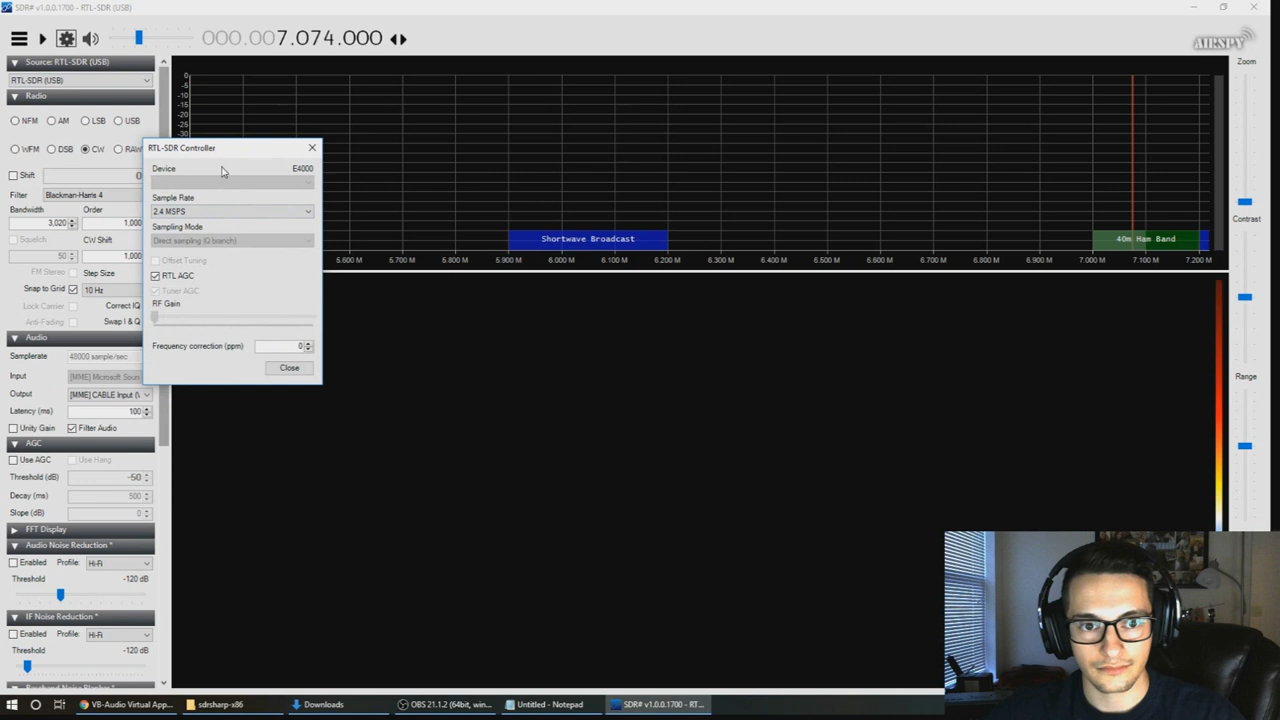 SDR# v1.0.0.1700 - RTL-SDR (USB)
000.007.074.000
AIRSPY
Source: RTL-SDR (USB)
RTL-SDR (USB)
Radio
NFM AM LSB USB
WFM DSB CW RAW
Shift 0
Filter Blackman-Harris 4
Bandwidth Order
3,020 1,000
Squelch CW Shift
50 1,000
FM Stereo Step Size
Snap to Grid 10 Hz
Lock Carrier Correct IQ
Anti-Fading Swap I & Q
Audio
Samplerate 48000 sample/sec
Input [MME] Microsoft Soun
Output [MME] CABLE Input (V
Latency (ms) 100
Unity Gain Filter Audio
AGC
Use AGC Use Hang
Threshold (dB) -50
Decay (ms) 500
Slope (dB) 0
FFT Display
Audio Noise Reduction *
Enabled Profile: Hi-Fi
Threshold -120 dB
IF Noise Reduction *
Enabled Profile: Hi-Fi
Threshold -120 dB
RTL-SDR Controller
Device E4000
Sample Rate
2.4 MSPS
Sampling Mode
Direct sampling (Q branch)
Offset Tuning
RTL AGC
Tuner AGC
RF Gain
Frequency correction (ppm) 0
Close
0
-5
-10
-15
-20
-25
-30
Shortwave Broadcast
40m Ham Band
5.600 M 5.700 M 5.800 M 5.900 M 6.000 M 6.100 M 6.200 M 6.300 M 6.400 M 6.500 M 6.600 M 6.700 M 6.800 M 6.900 M 7.000 M 7.100 M 7.200 M
Zoom
Contrast
Range
VB-Audio Virtual App...
sdrsharp-x86
Downloads
OBS 21.1.2 (64bit, win...
Untitled - Notepad
SDR# v1.0.0.1700 - RT...